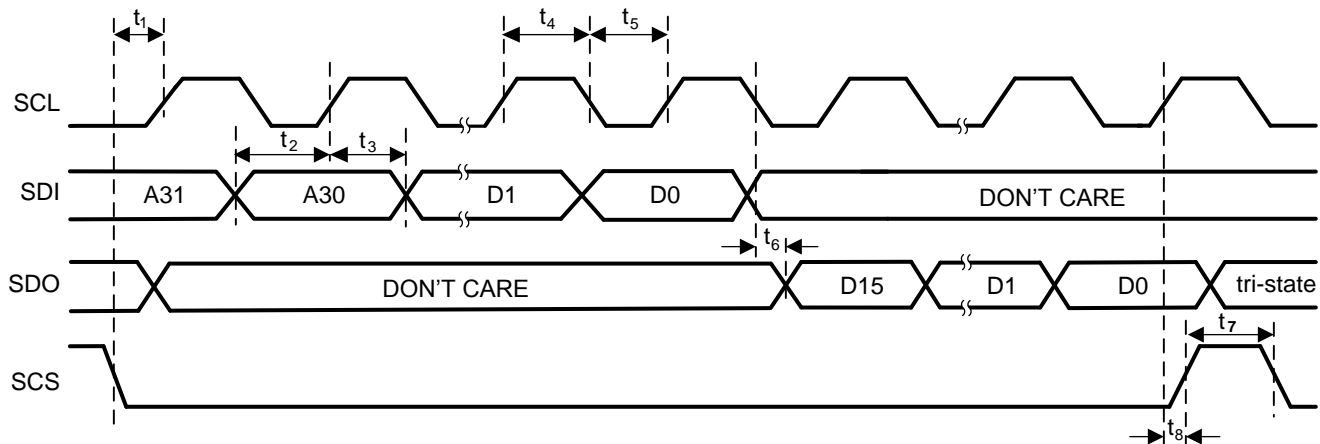 t1 t4 t5
SCL
t2 t3
SDI A31 A30 D1 D0 DON'T CARE
t6
SDO DON'T CARE D15 D1 D0 tri-state
t7
SCS
t8